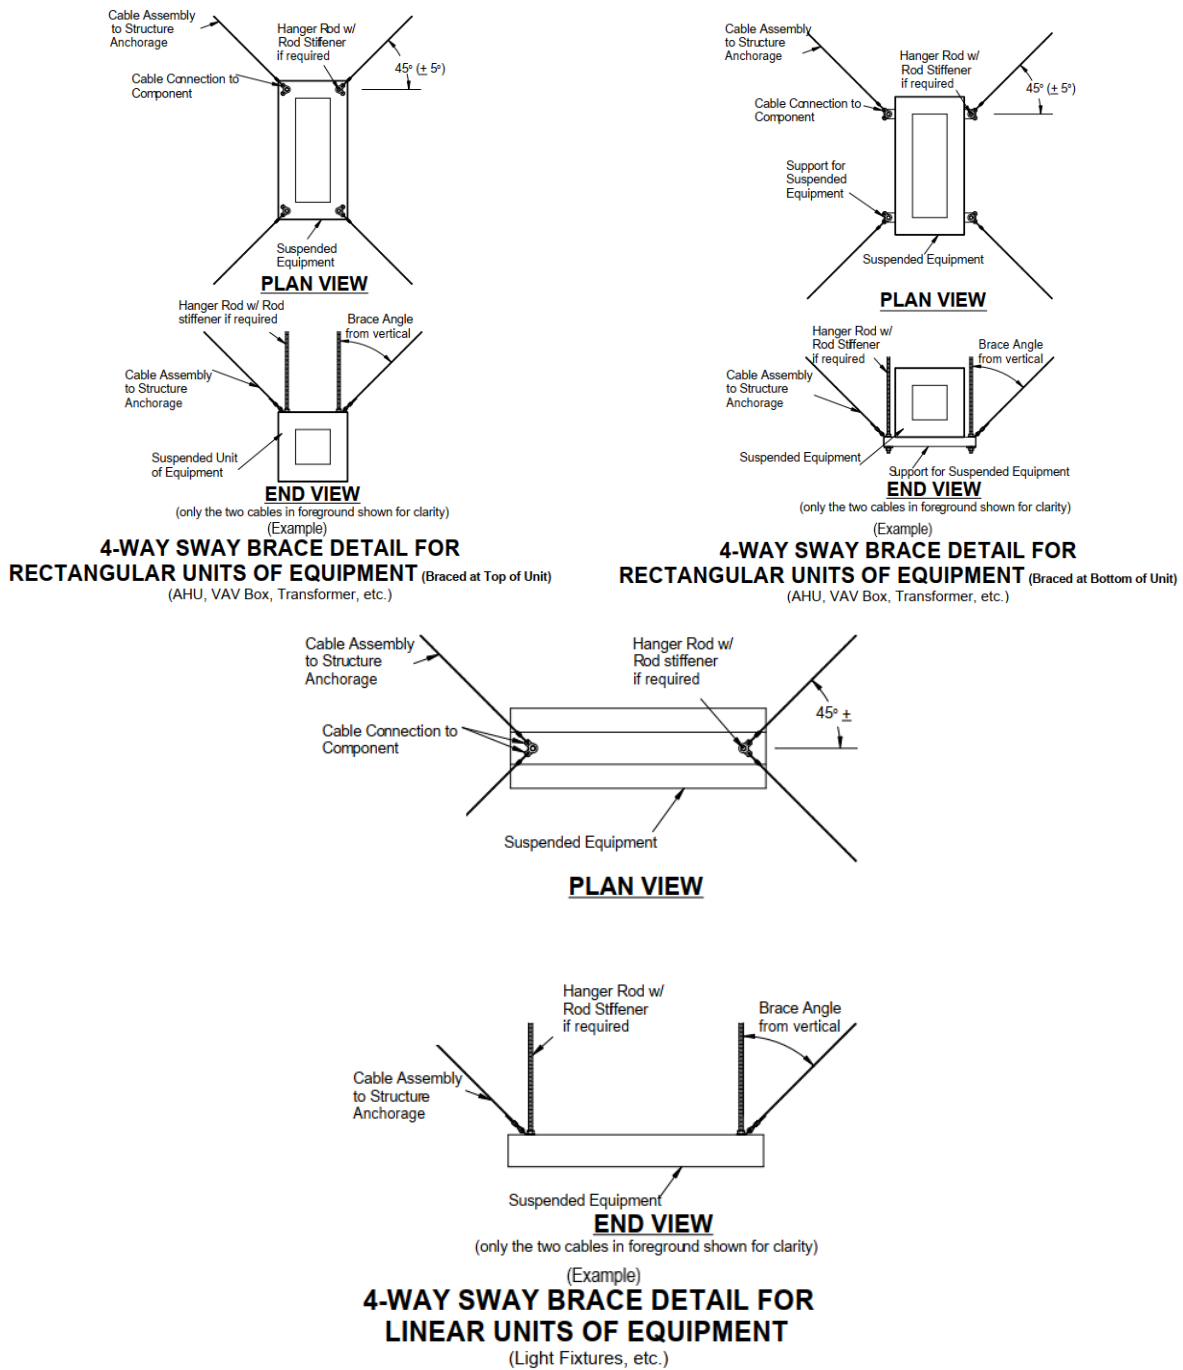 Cable Assembly
to Structure
Anchorage
Hanger Rod w/
Rod Stiffener
if required
45° (± 5°)
Cable Connection to
Component
Suspended
Equipment
PLAN VIEW
Hanger Rod w/ Rod
stiffener if required
Brace Angle
from vertical
Cable Assembly
to Structure
Anchorage
Suspended Unit
of Equipment
END VIEW
(only the two cables in foreground shown for clarity)
(Example)
4-WAY SWAY BRACE DETAIL FOR
RECTANGULAR UNITS OF EQUIPMENT (Braced at Top of Unit)
(AHU, VAV Box, Transformer, etc.)
Cable Assembly
to Structure
Anchorage
Hanger Rod w/
Rod Stiffener
if required
45° (± 5°)
Cable Connection to
Component
Support for
Suspended
Equipment
Suspended Equipment
PLAN VIEW
Hanger Rod w/
Rod Stiffener
if required
Brace Angle
from vertical
Cable Assembly
to Structure
Anchorage
Suspended Equipment
Support for Suspended Equipment
END VIEW
(only the two cables in foreground shown for clarity)
(Example)
4-WAY SWAY BRACE DETAIL FOR
RECTANGULAR UNITS OF EQUIPMENT (Braced at Bottom of Unit)
(AHU, VAV Box, Transformer, etc.)
Cable Assembly
to Structure
Anchorage
Hanger Rod w/
Rod stiffener
if required
45° ±
Cable Connection to
Component
Suspended Equipment
PLAN VIEW
Hanger Rod w/
Rod Stiffener
if required
Brace Angle
from vertical
Cable Assembly
to Structure
Anchorage
Suspended Equipment
END VIEW
(only the two cables in foreground shown for clarity)
(Example)
4-WAY SWAY BRACE DETAIL FOR
LINEAR UNITS OF EQUIPMENT
(Light Fixtures, etc.)